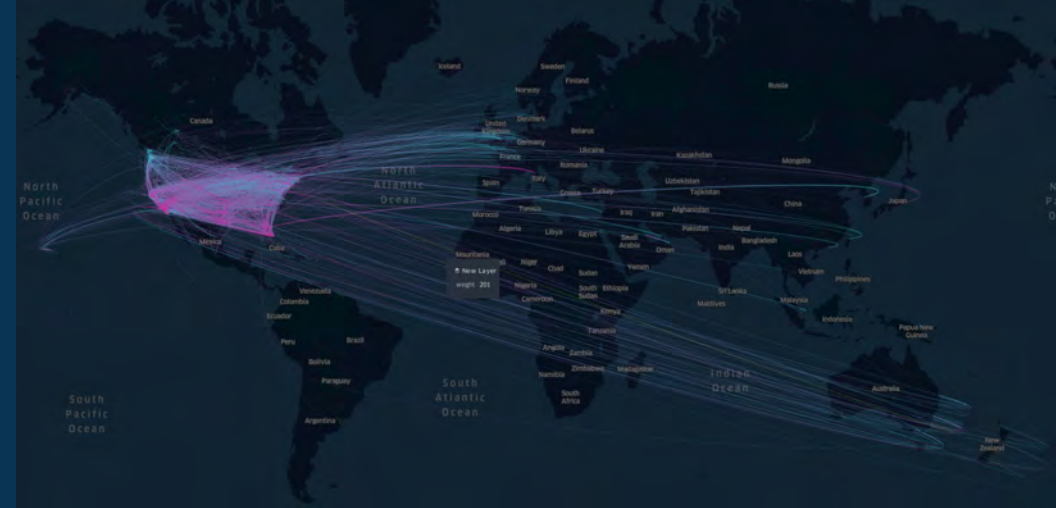 Iceland
Sweden
Finland
Norway
Russia
Canada
United
Kingdom
Denmark
Belarus
Germany
Ukraine
France
Kazakhstan
Mongolia
Romania
North
Atlantic
Ocean
Spain
Italy
Uzbekistan
North
Pacific
Ocean
Croatia
Turkey
Tajikistan
Japan
China
Morocco
Tunisia
Iraq
Iran
Afghanistan
Algeria
Libya
Egypt
Pakistan
Nepal
Mexico
Cuba
Saudi
Arabia
Oman
India
Bangladesh
Laos
Mauritania
Niger
Chad
Sudan
Yemen
Vietnam
Philippines
New Layer
weight 201
Venezuela
Colombia
Nigeria
Cameroon
South
Sudan
Ethiopia
Sri Lanka
Maldives
Malaysia
Ecuador
Kenya
Indonesia
Papua New
Guinea
Peru
Brazil
Tanzania
Angola
Zambia
Bolivia
Namibia
Zimbabwe
Madagascar
Indian
Ocean
Paraguay
South
Atlantic
Ocean
South
Africa
Australia
South
Pacific
Ocean
Argentina
New
Zealand